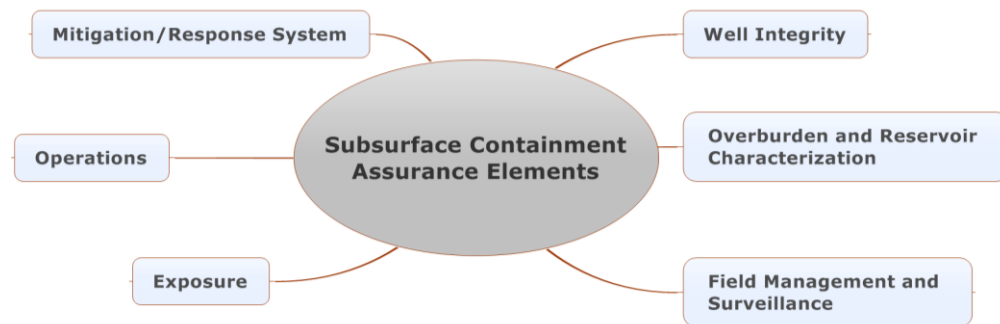 Mitigation/Response System
Well Integrity
Subsurface Containment
Assurance Elements
Operations
Overburden and Reservoir
Characterization
Exposure
Field Management and
Surveillance